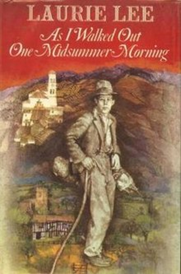 LAURIE LEE
As I Walked Out
One Midsummer Morning